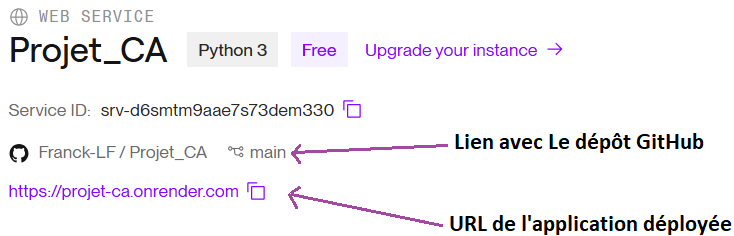 WEB SERVICE
Projet_CA Python 3 Free Upgrade your instance →
Service ID: srv-d6smtm9aae7s73dem330
Franck-LF / Projet_CA main Lien avec Le dépôt GitHub
https://projet-ca.onrender.com
URL de l'application déployée